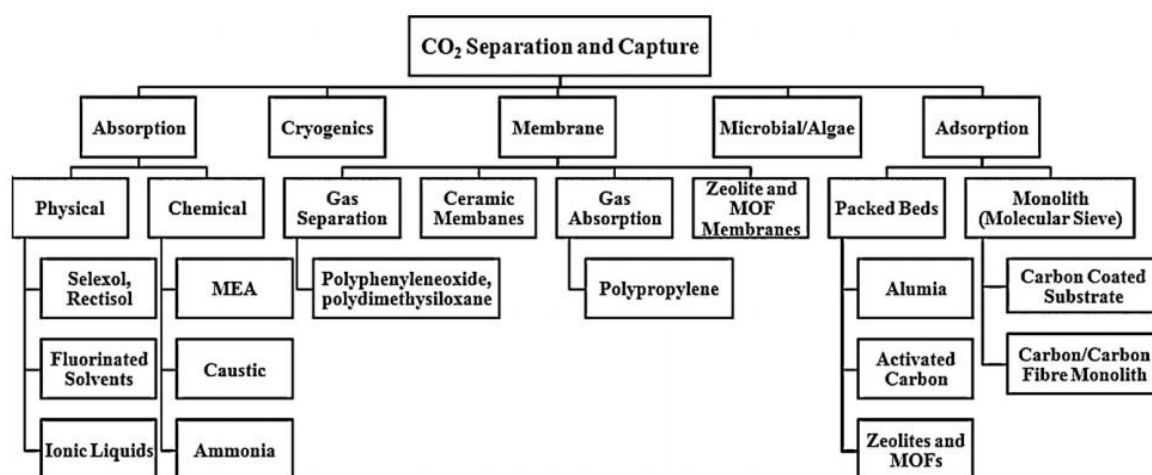 CO₂ Separation and Capture
Absorption
Cryogenics
Membrane
Microbial/Algae
Adsorption
Physical
Chemical
Gas
Separation
Ceramic
Membanes
Gas
Absorption
Zeolite and
MOF
Membranes
Packed Beds
Monolith
(Molecular Sieve)
Selexol,
Rectisol
MEA
Polyphenyleneoxide,
polydimethysiloxane
Polypropylene
Alumia
Carbon Coated
Substrate
Fluorinated
Solvents
Caustic
Activated
Carbon
Carbon/Carbon
Fibre Monolith
Ionic Liquids
Ammonia
Zeolites and
MOFs